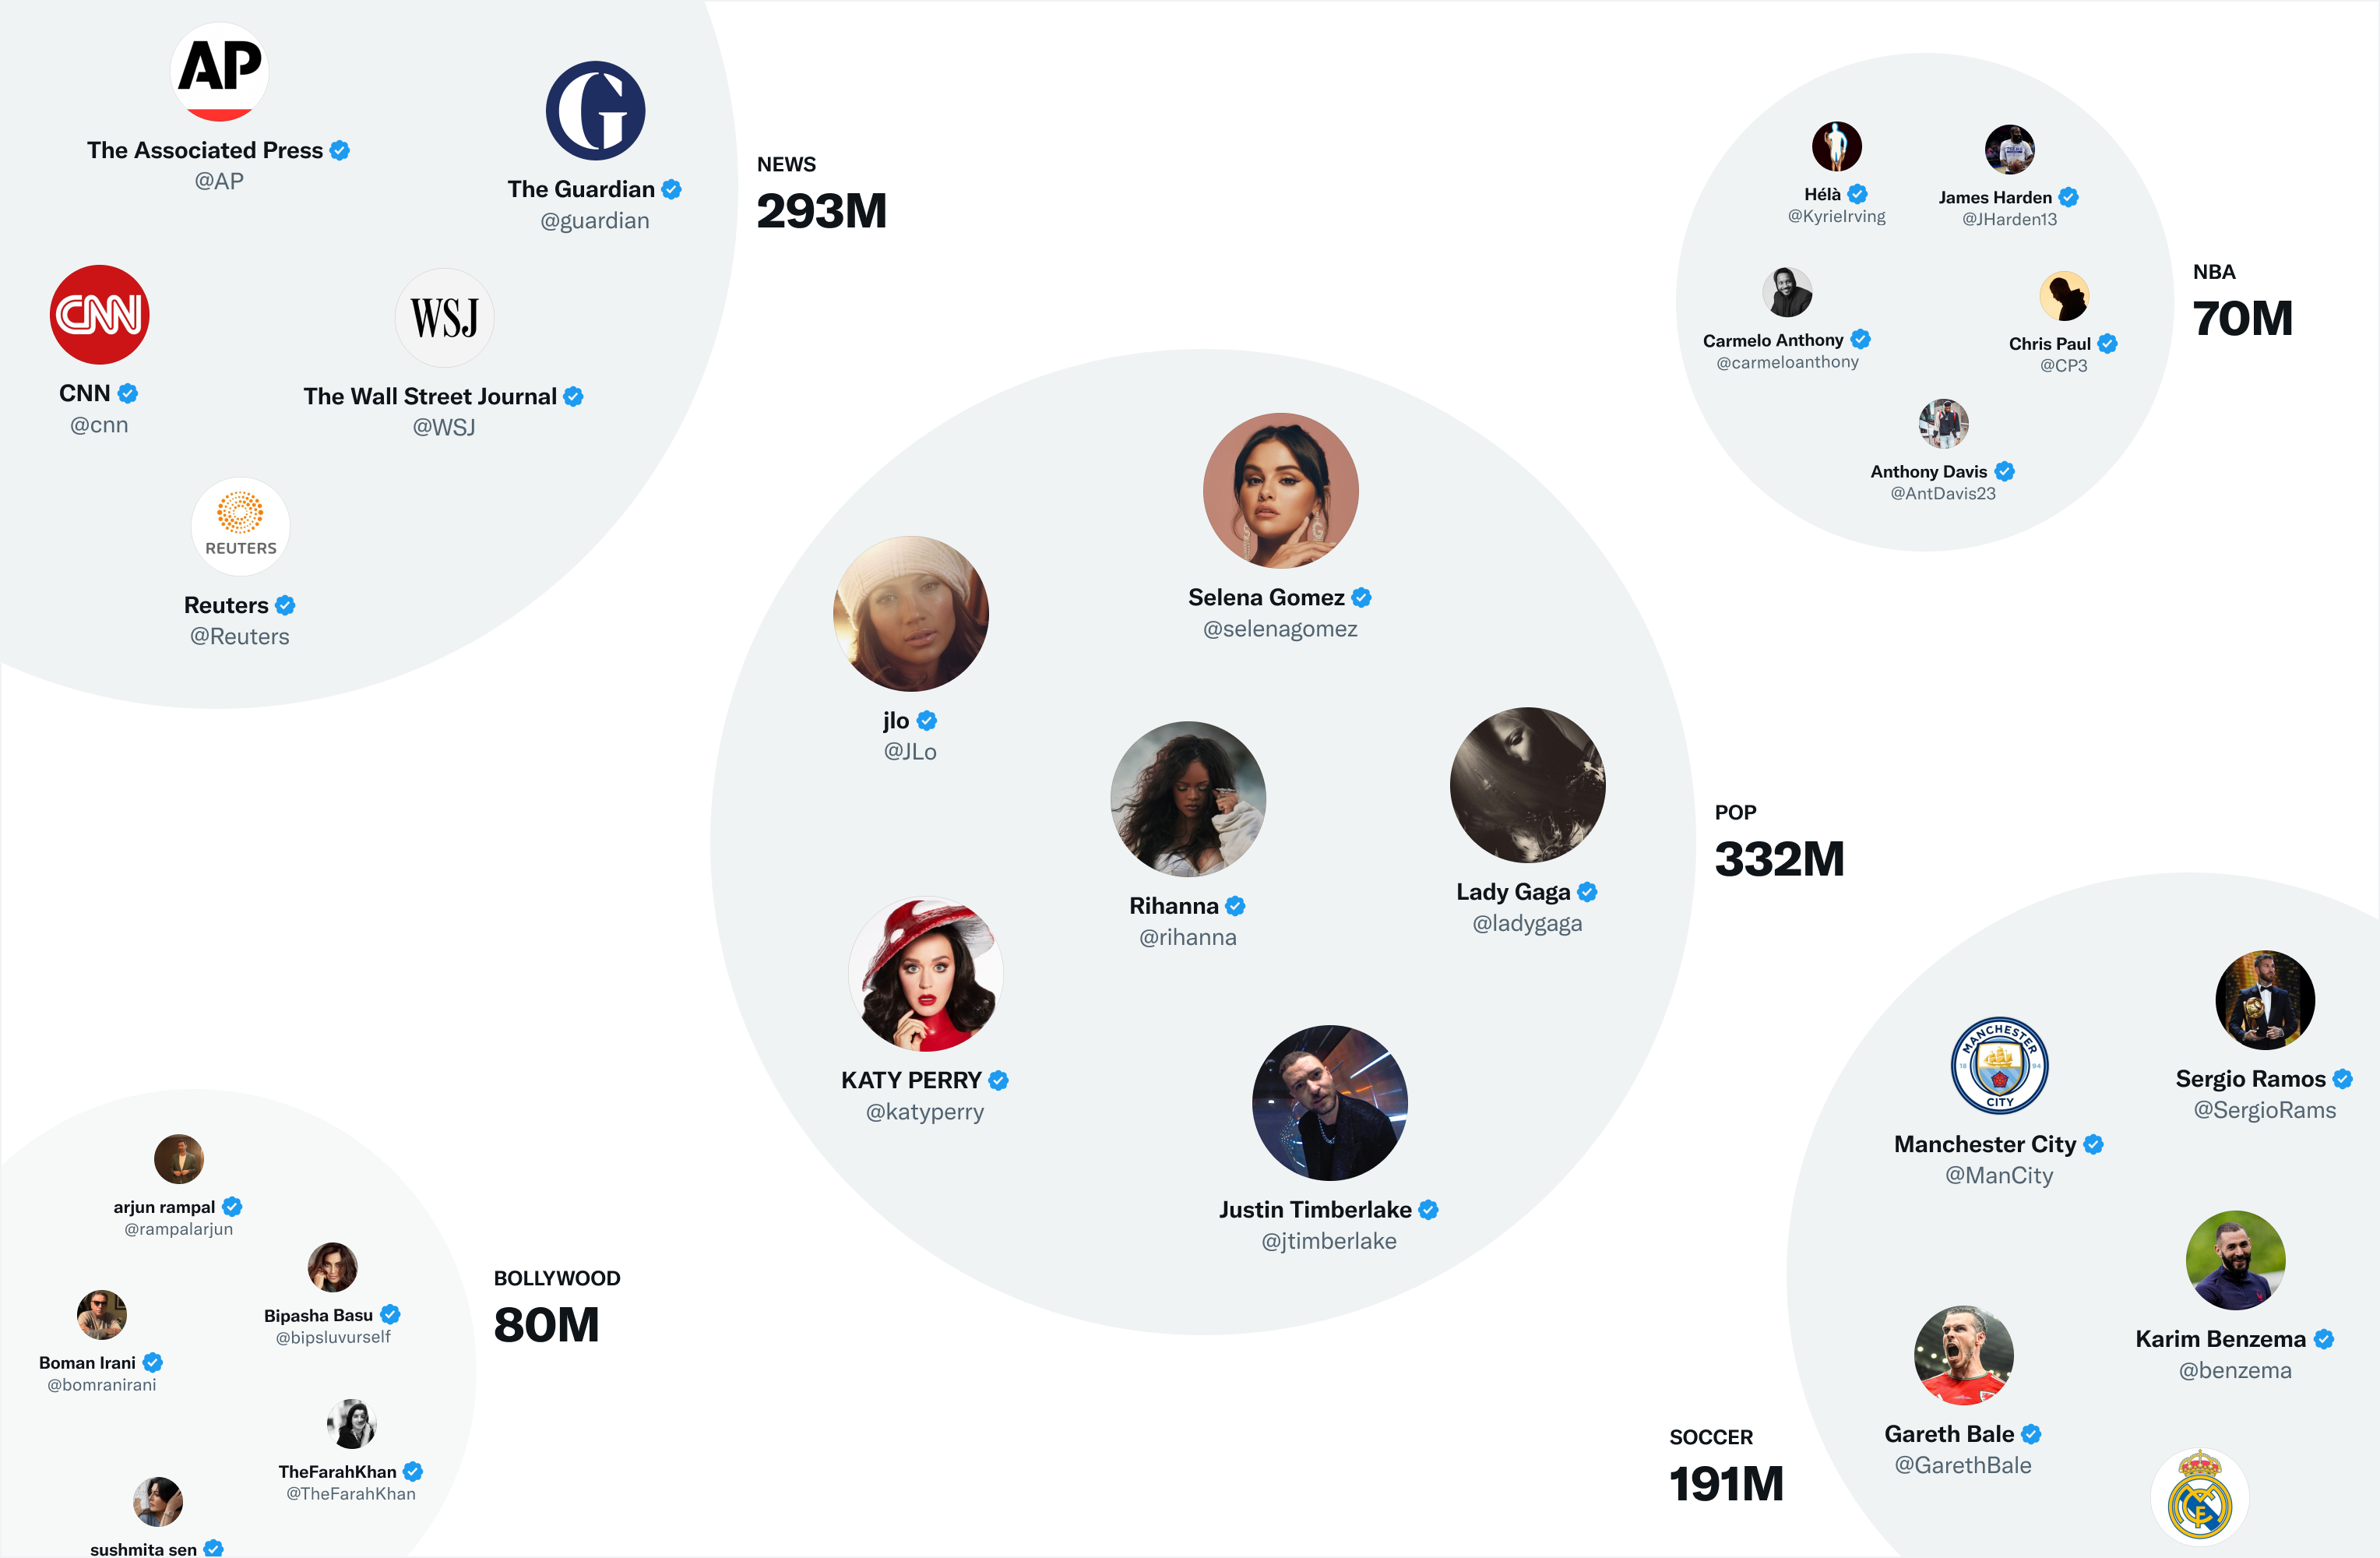 AP
The Associated Press
@AP
G
The Guardian
@guardian
CNN
CNN
@cnn
WSJ
The Wall Street Journal
@WSJ
REUTERS
Reuters
@Reuters
NEWS
293M
Hélà
@KyrieIrving
James Harden
@JHarden13
Carmelo Anthony
@carmeloanthony
Chris Paul
@CP3
Anthony Davis
@AntDavis23
NBA
70M
Selena Gomez
@selenagomez
jlo
@JLo
Rihanna
@rihanna
Lady Gaga
@ladygaga
KATY PERRY
@katyperry
Justin Timberlake
@jtimberlake
POP
332M
arjun rampal
@rampalarjun
Bipasha Basu
@bipsluvurself
Boman Irani
@bomranirani
TheFarahKhan
@TheFarahKhan
sushmita sen
BOLLYWOOD
80M
Sergio Ramos
@SergioRams
MANCHESTER
18 94
CITY
Manchester City
@ManCity
Karim Benzema
@benzema
Gareth Bale
@GarethBale
SOCCER
191M